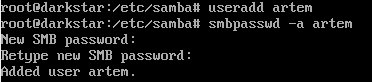 root@darkstar:/etc/samba# useradd artem
root@darkstar:/etc/samba# smbpasswd -a artem
New SMB password:
Retype new SMB password:
Added user artem.